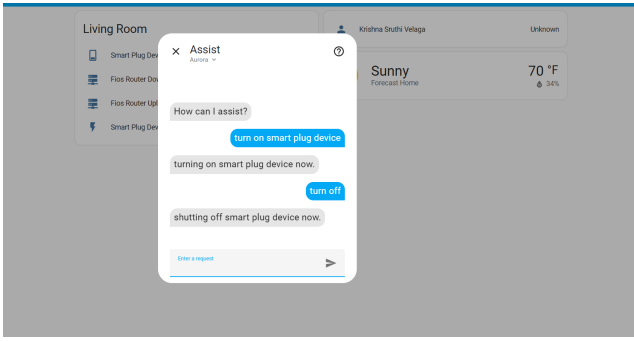 Living Room
Smart Plug Dev
Fios Router Dov
Fios Router Upl
Smart Plug Dev
Krishna Sruthi Velaga
Unknown
Sunny
Forecast Home
70 °F
34%
Assist
Aurora
How can I assist?
turn on smart plug device
turning on smart plug device now.
turn off
shutting off smart plug device now.
Enter a request